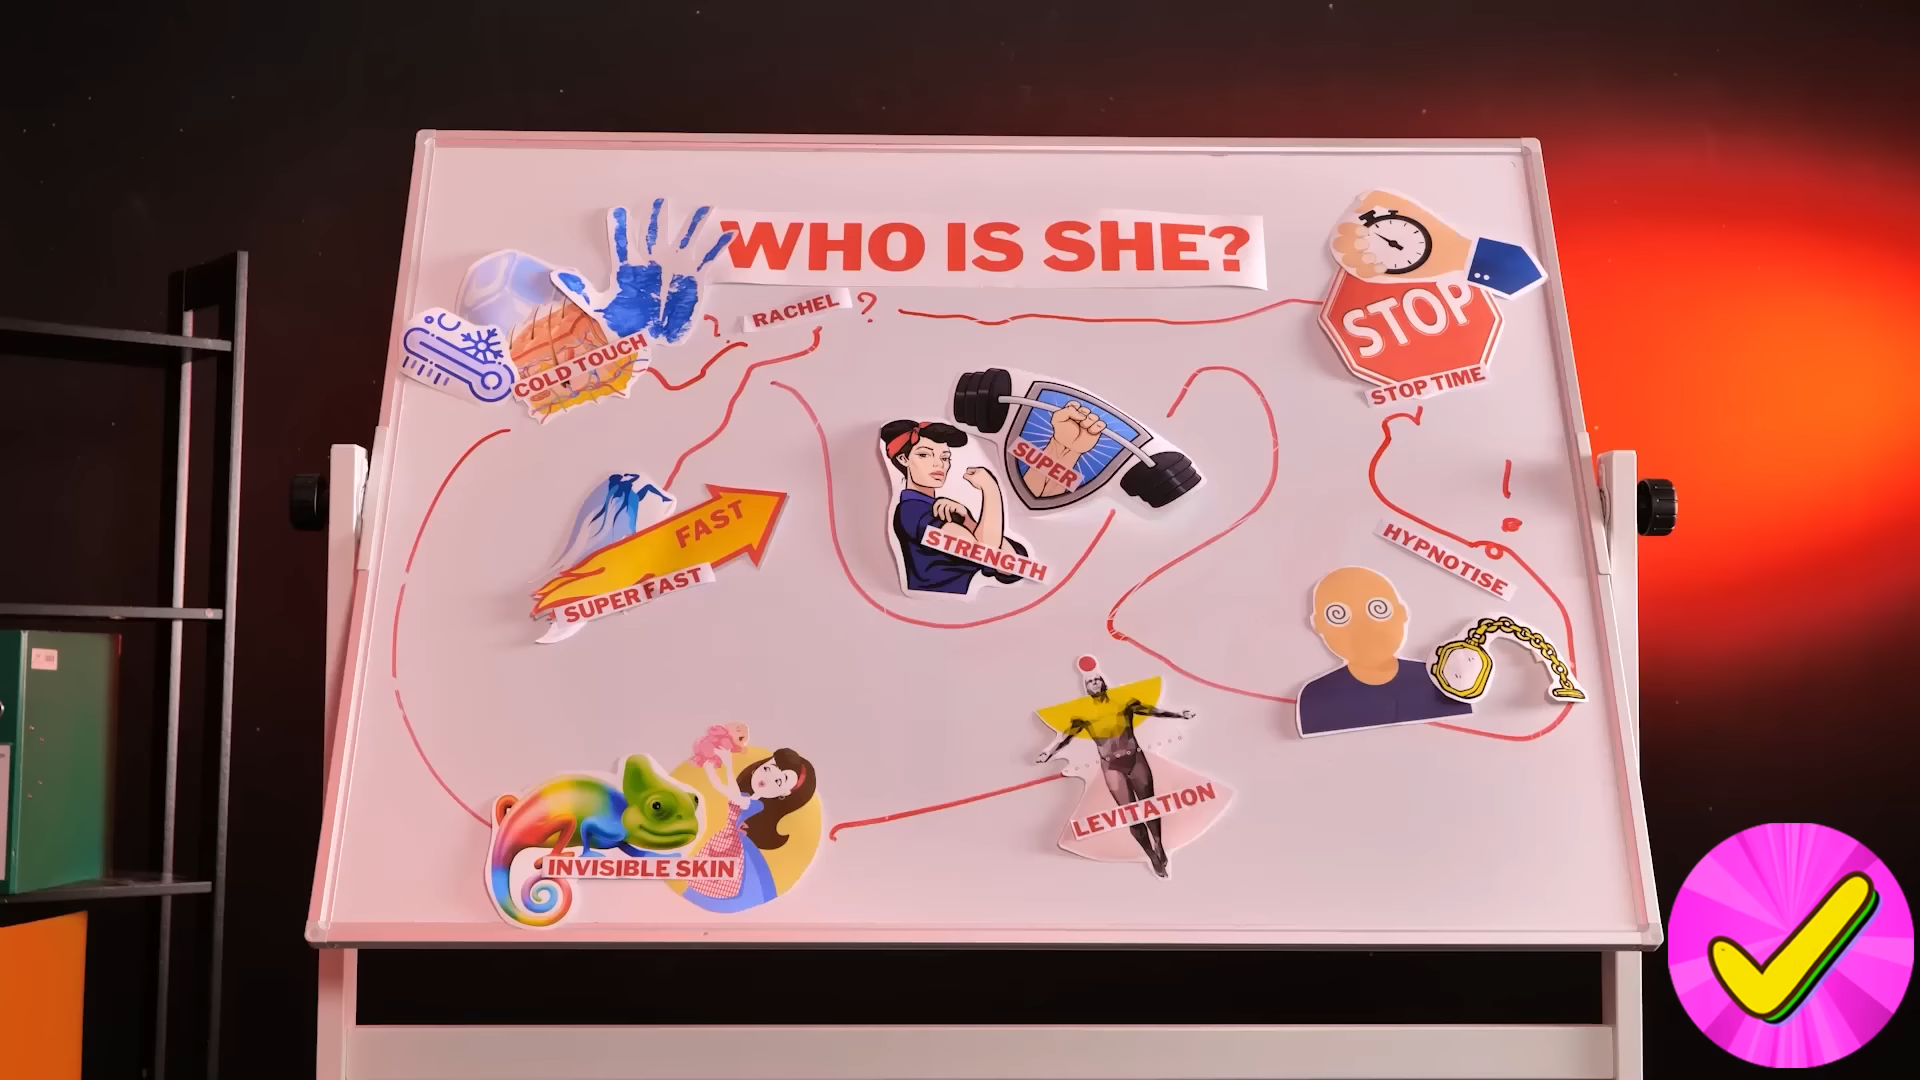 WHO IS SHE?
? RACHEL ?
COLD TOUCH
STOP
STOP TIME
SUPER
STRENGTH
FAST
SUPER FAST
!
HYPNOTISE
LEVITATION
INVISIBLE SKIN